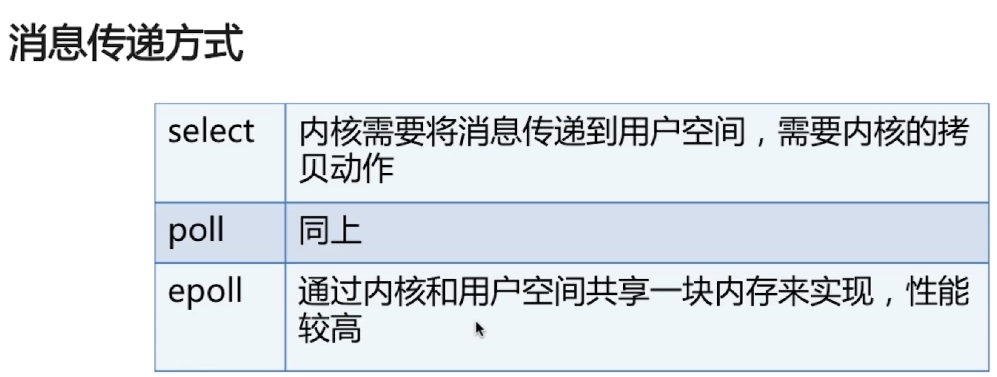 消息传递方式
select
内核需要将消息传递到用户空间，需要内核的拷
贝动作
poll
同上
epoll
通过内核和用户空间共享一块内存来实现，性能
较高